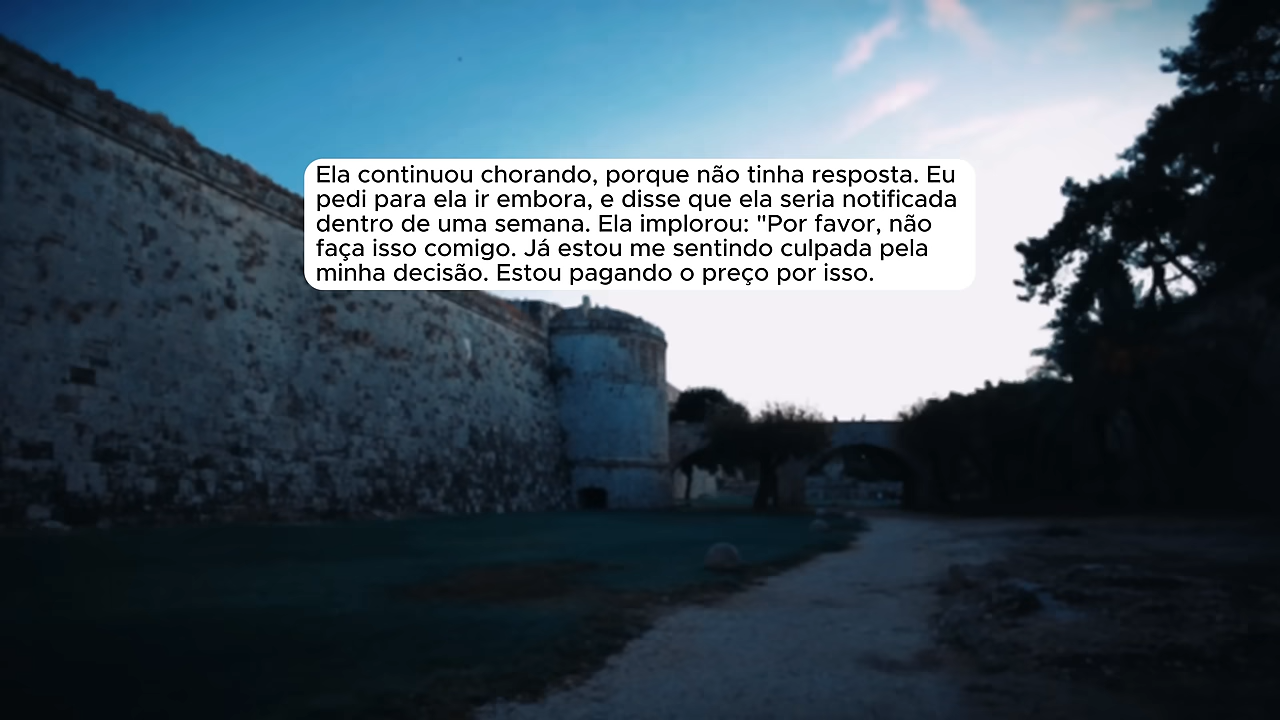 Ela continuou chorando, porque não tinha resposta. Eu
pedi para ela ir embora, e disse que ela seria notificada
dentro de uma semana. Ela implorou: "Por favor, não
faça isso comigo. Já estou me sentindo culpada pela
minha decisão. Estou pagando o preço por isso.